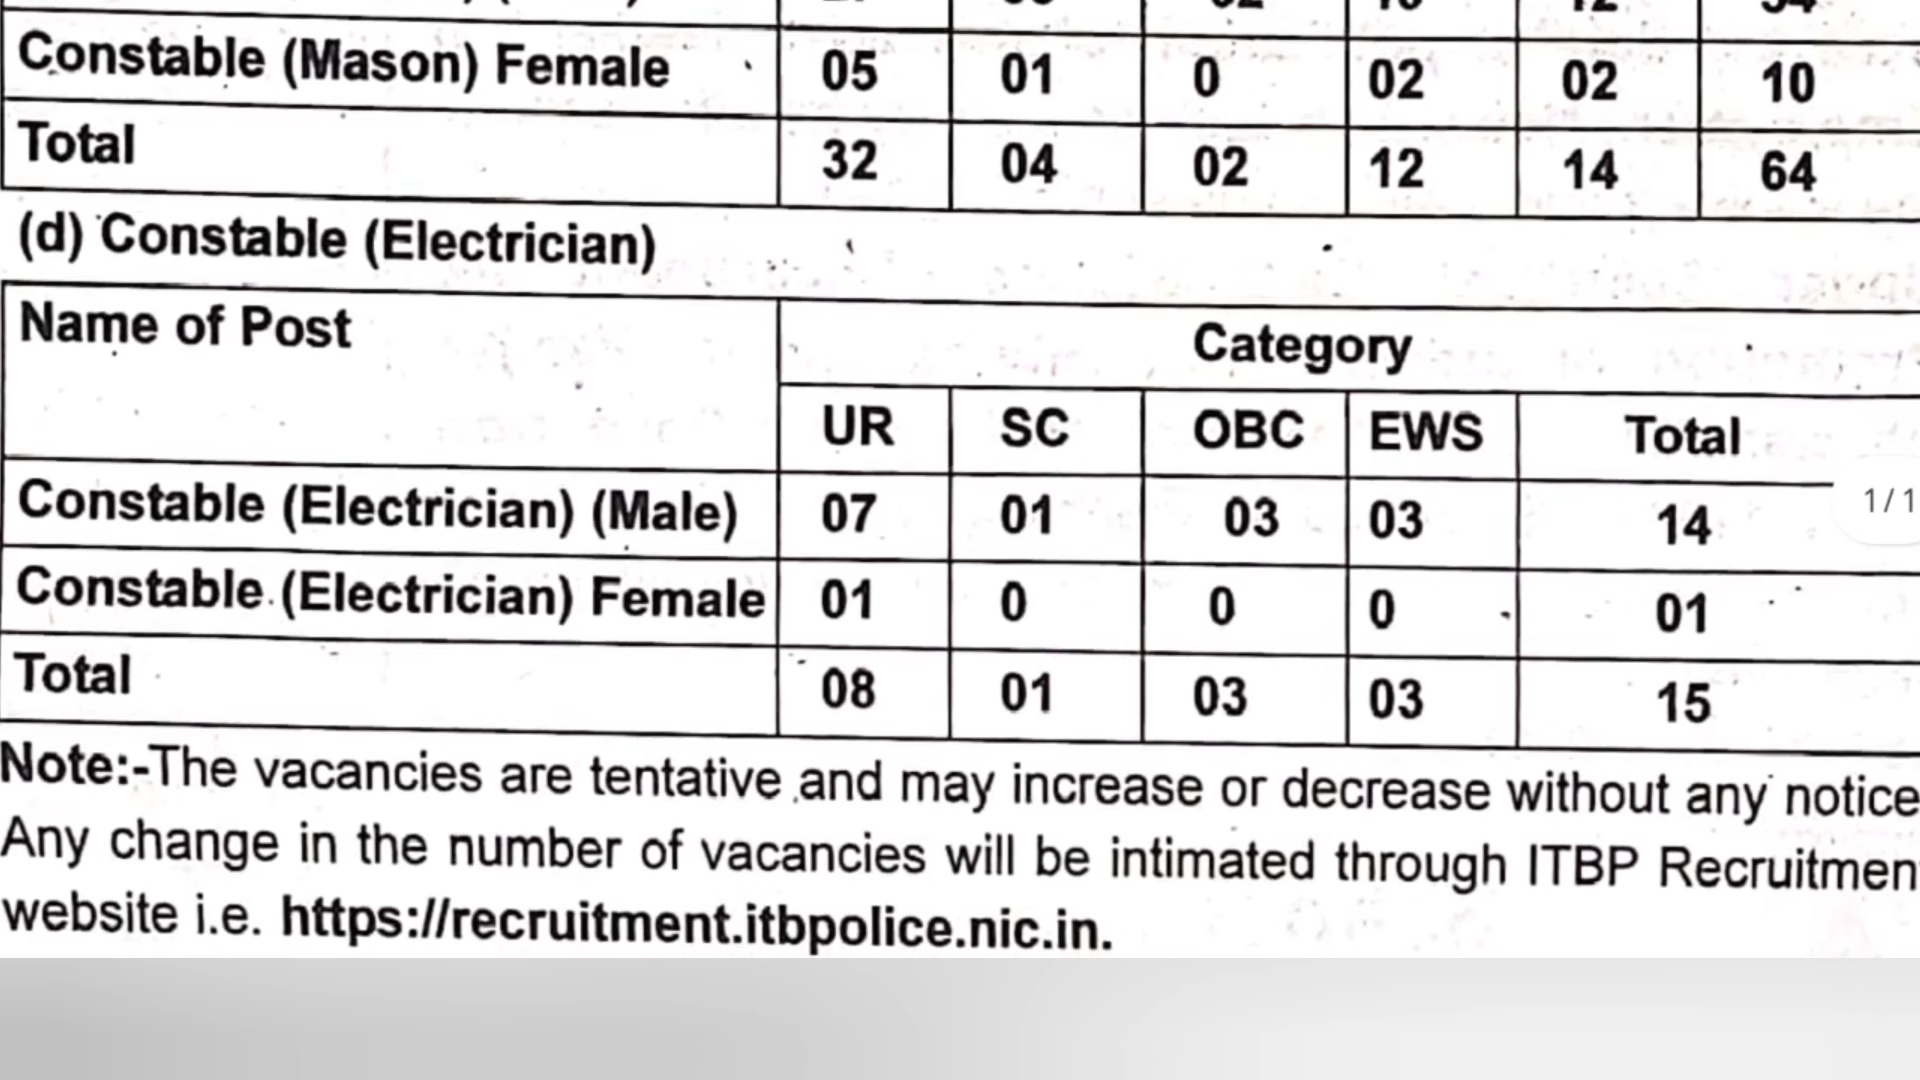 Constable (Mason) Female 05 01 0 02 02 10
Total 32 04 02 12 14 64
(d) Constable (Electrician)
Name of Post Category
UR SC OBC EWS Total
Constable (Electrician) (Male) 07 01 03 03 14
1/1
Constable (Electrician) Female 01 0 0 0 01
Total 08 01 03 03 15
Note:-The vacancies are tentative and may increase or decrease without any notice
Any change in the number of vacancies will be intimated through ITBP Recruitmen
website i.e. https://recruitment.itbpolice.nic.in.